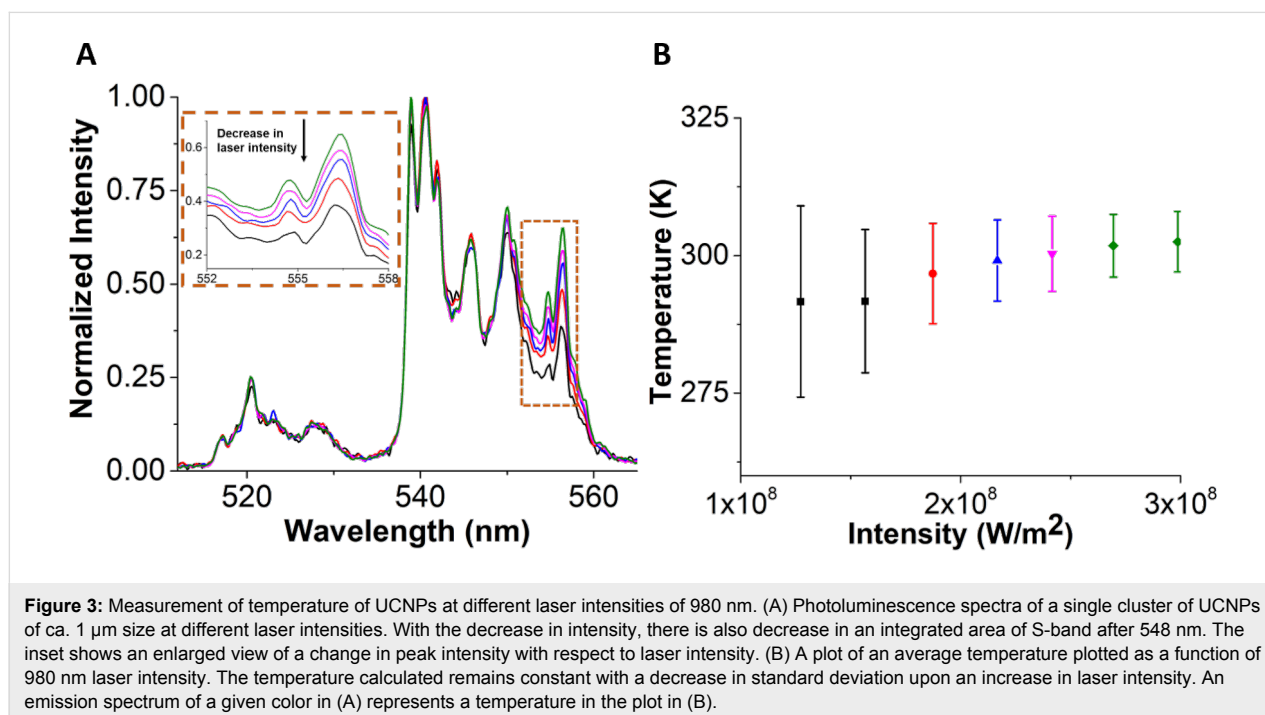 A
B
1.00
0.75
0.50
0.25
0.00
Normalized Intensity
520
540
560
Wavelength (nm)
Decrease in
laser intensity
0.6
0.4
0.2
552
555
558
325
300
275
Temperature (K)
1x10⁸
2x10⁸
3x10⁸
Intensity (W/m²)
Figure 3: Measurement of temperature of UCNPs at different laser intensities of 980 nm. (A) Photoluminescence spectra of a single cluster of UCNPs
of ca. 1 μm size at different laser intensities. With the decrease in intensity, there is also decrease in an integrated area of S-band after 548 nm. The
inset shows an enlarged view of a change in peak intensity with respect to laser intensity. (B) A plot of an average temperature plotted as a function of
980 nm laser intensity. The temperature calculated remains constant with a decrease in standard deviation upon an increase in laser intensity. An
emission spectrum of a given color in (A) represents a temperature in the plot in (B).